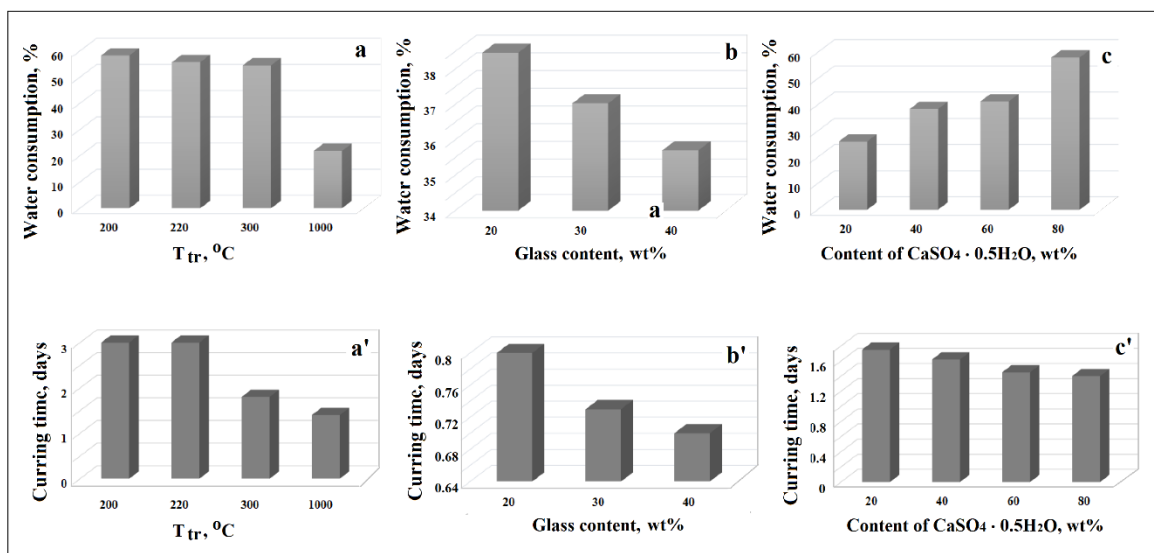 a
Water consumption, %
60
50
40
30
20
10
0
200 220 300 1000
Ttr, °C
b
Water consumption, %
38
37
36
35
35
34
a
20 30 40
Glass content, wt%
c
Water consumption, %
60
50
40
30
20
10
0
20 40 60 80
Content of CaSO4 · 0.5H2O, wt%
a'
Curring time, days
3
2
1
0
200 220 300 1000
Ttr, °C
b'
Curring time, days
0.8
0.76
0.72
0.68
0.64
20 30 40
Glass content, wt%
c'
Curring time, days
1.6
1.2
0.8
0.4
0
20 40 60 80
Content of CaSO4 · 0.5H2O, wt%